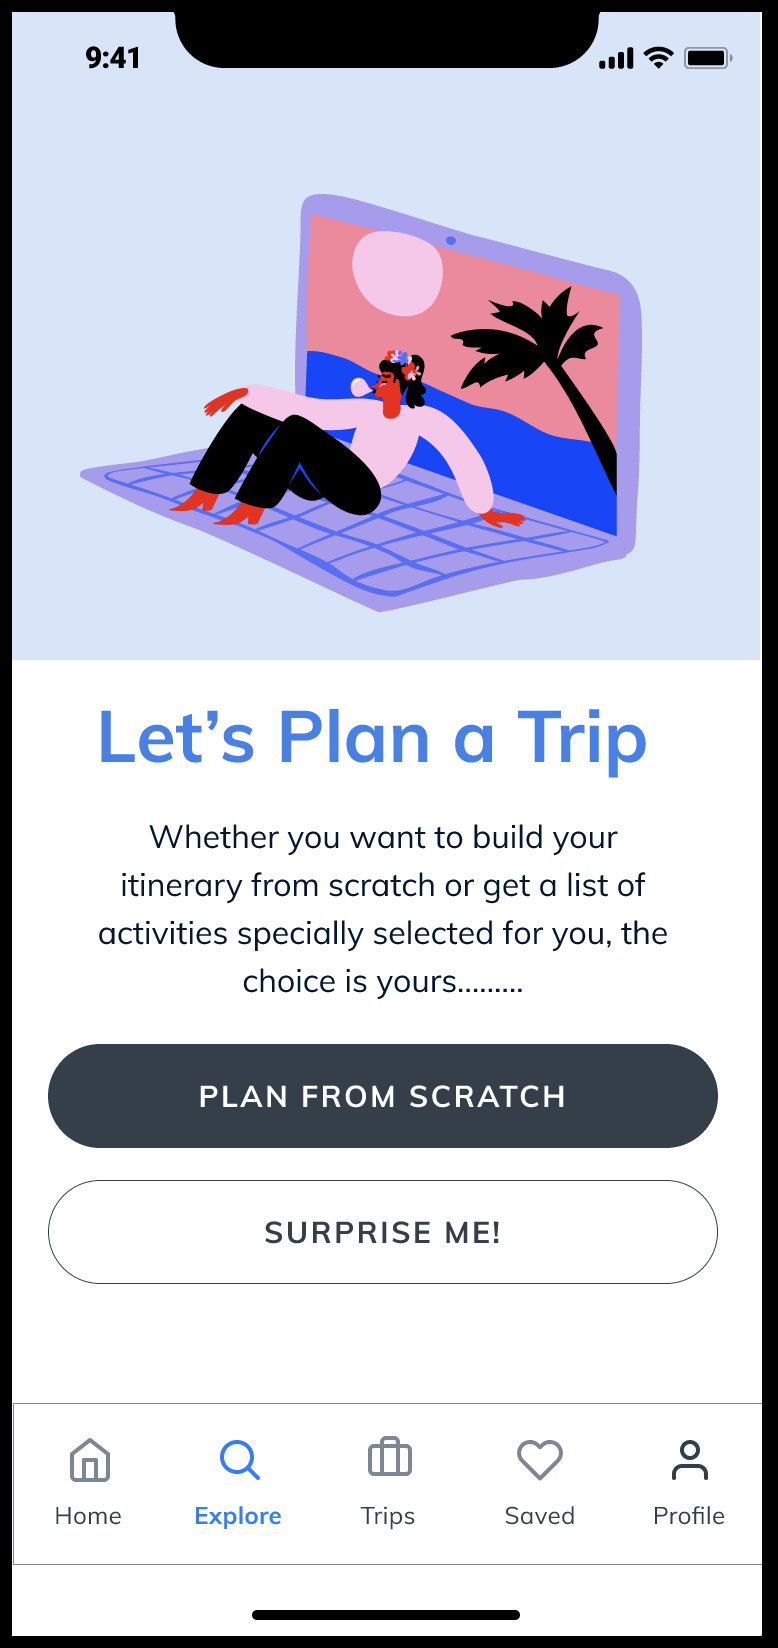 9:41
Let’s Plan a Trip
Whether you want to build your
itinerary from scratch or get a list of
activities specially selected for you, the
choice is yours.........
PLAN FROM SCRATCH
SURPRISE ME!
Home Explore Trips Saved Profile